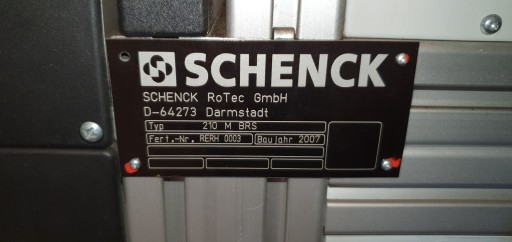 SCHENCK
SCHENCK RoTec GmbH
D-64273 Darmstadt
Typ 210 M BRS
Fert.-Nr. RERH 0003 Baujahr 2007